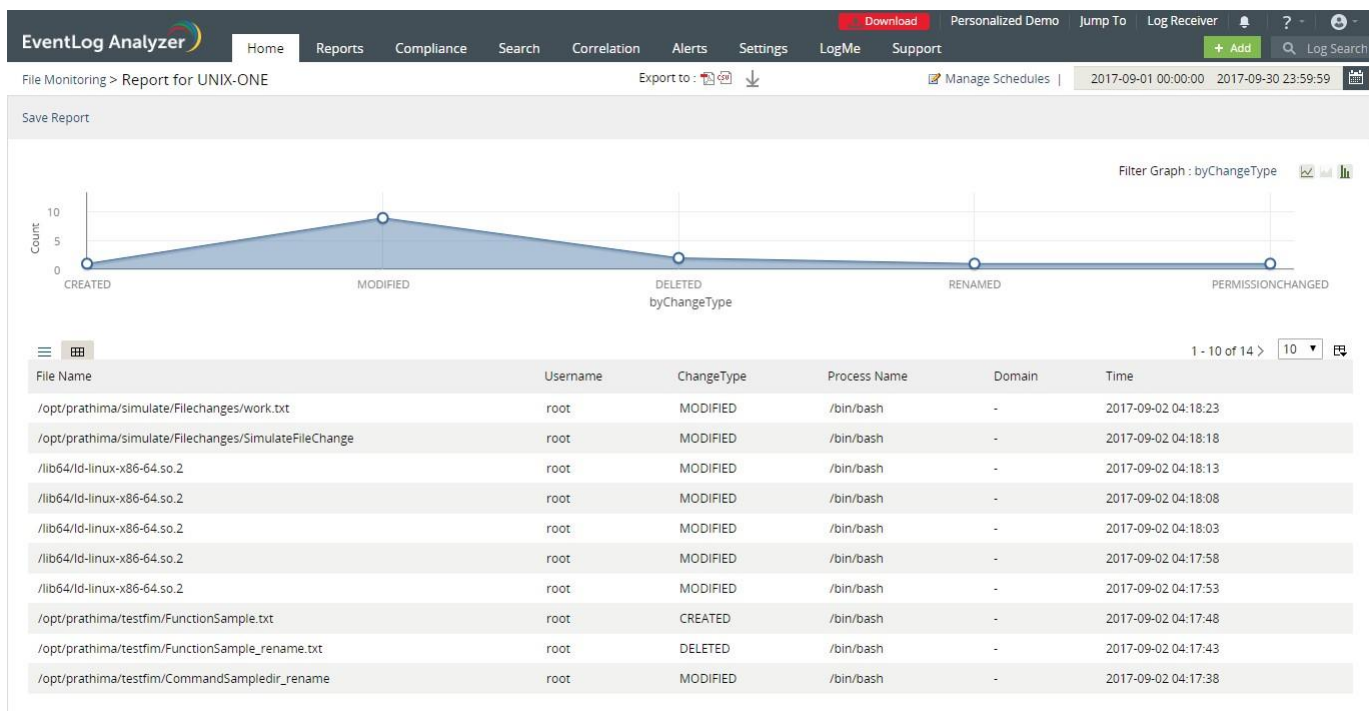 Download Personalized Demo Jump To Log Receiver ?
EventLog Analyzer Home Reports Compliance Search Correlation Alerts Settings LogMe Support + Add Log Search
File Monitoring > Report for UNIX-ONE Export to : Manage Schedules | 2017-09-01 00:00:00 2017-09-30 23:59:59
Save Report
Filter Graph : byChangeType
10
5
0
Count
CREATED MODIFIED DELETED RENAMED PERMISSIONCHANGED
byChangeType
1 - 10 of 14 > 10
File Name Username ChangeType Process Name Domain Time
/opt/prathima/simulate/Filechanges/work.txt root MODIFIED /bin/bash - 2017-09-02 04:18:23
/opt/prathima/simulate/Filechanges/SimulateFileChange root MODIFIED /bin/bash - 2017-09-02 04:18:18
/lib64/ld-linux-x86-64.so.2 root MODIFIED /bin/bash - 2017-09-02 04:18:13
/lib64/ld-linux-x86-64.so.2 root MODIFIED /bin/bash - 2017-09-02 04:18:08
/lib64/ld-linux-x86-64.so.2 root MODIFIED /bin/bash - 2017-09-02 04:18:03
/lib64/ld-linux-x86-64.so.2 root MODIFIED /bin/bash - 2017-09-02 04:17:58
/lib64/ld-linux-x86-64.so.2 root MODIFIED /bin/bash - 2017-09-02 04:17:53
/opt/prathima/testfim/FunctionSample.txt root CREATED /bin/bash - 2017-09-02 04:17:48
/opt/prathima/testfim/FunctionSample_rename.txt root DELETED /bin/bash - 2017-09-02 04:17:43
/opt/prathima/testfim/CommandSampledir_rename root MODIFIED /bin/bash - 2017-09-02 04:17:38